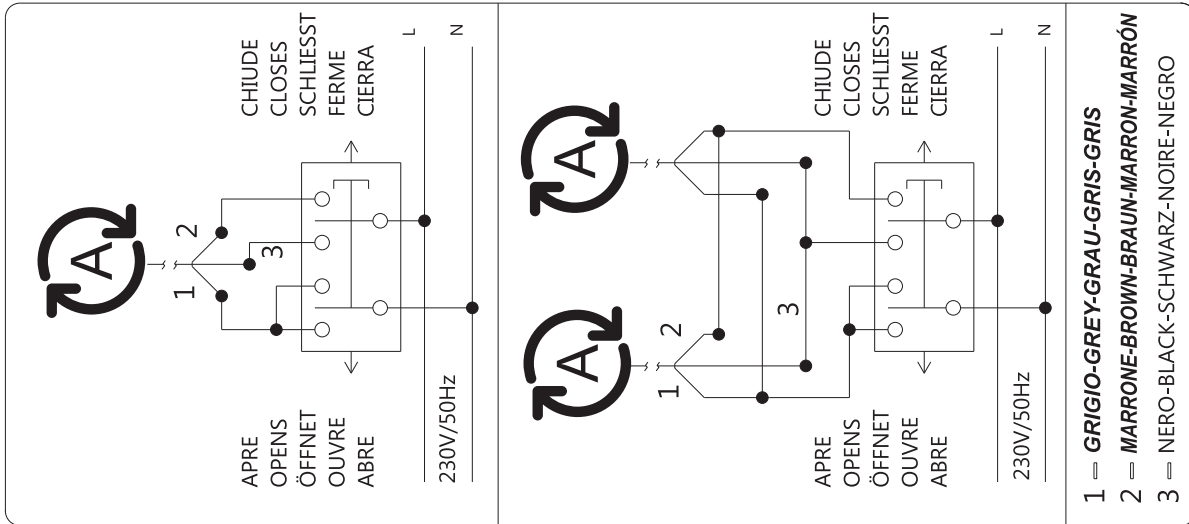 A
1
2
3
APRE
OPENS
ÖFFNET
OUVRE
ABRE
CHIUDE
CLOSES
SCHLIESST
FERME
CIERRA
L
N
230V/50Hz
A
A
1
2
3
APRE
OPENS
ÖFFNET
OUVRE
ABRE
CHIUDE
CLOSES
SCHLIESST
FERME
CIERRA
L
N
230V/50Hz
1 = GRIGIO-GREY-GRAU-GRIS-GRIS
2 = MARRONE-BROWN-BRAUN-MARRON-MARRÓN
3 = NERO-BLACK-SCHWARZ-NOIRE-NEGRO